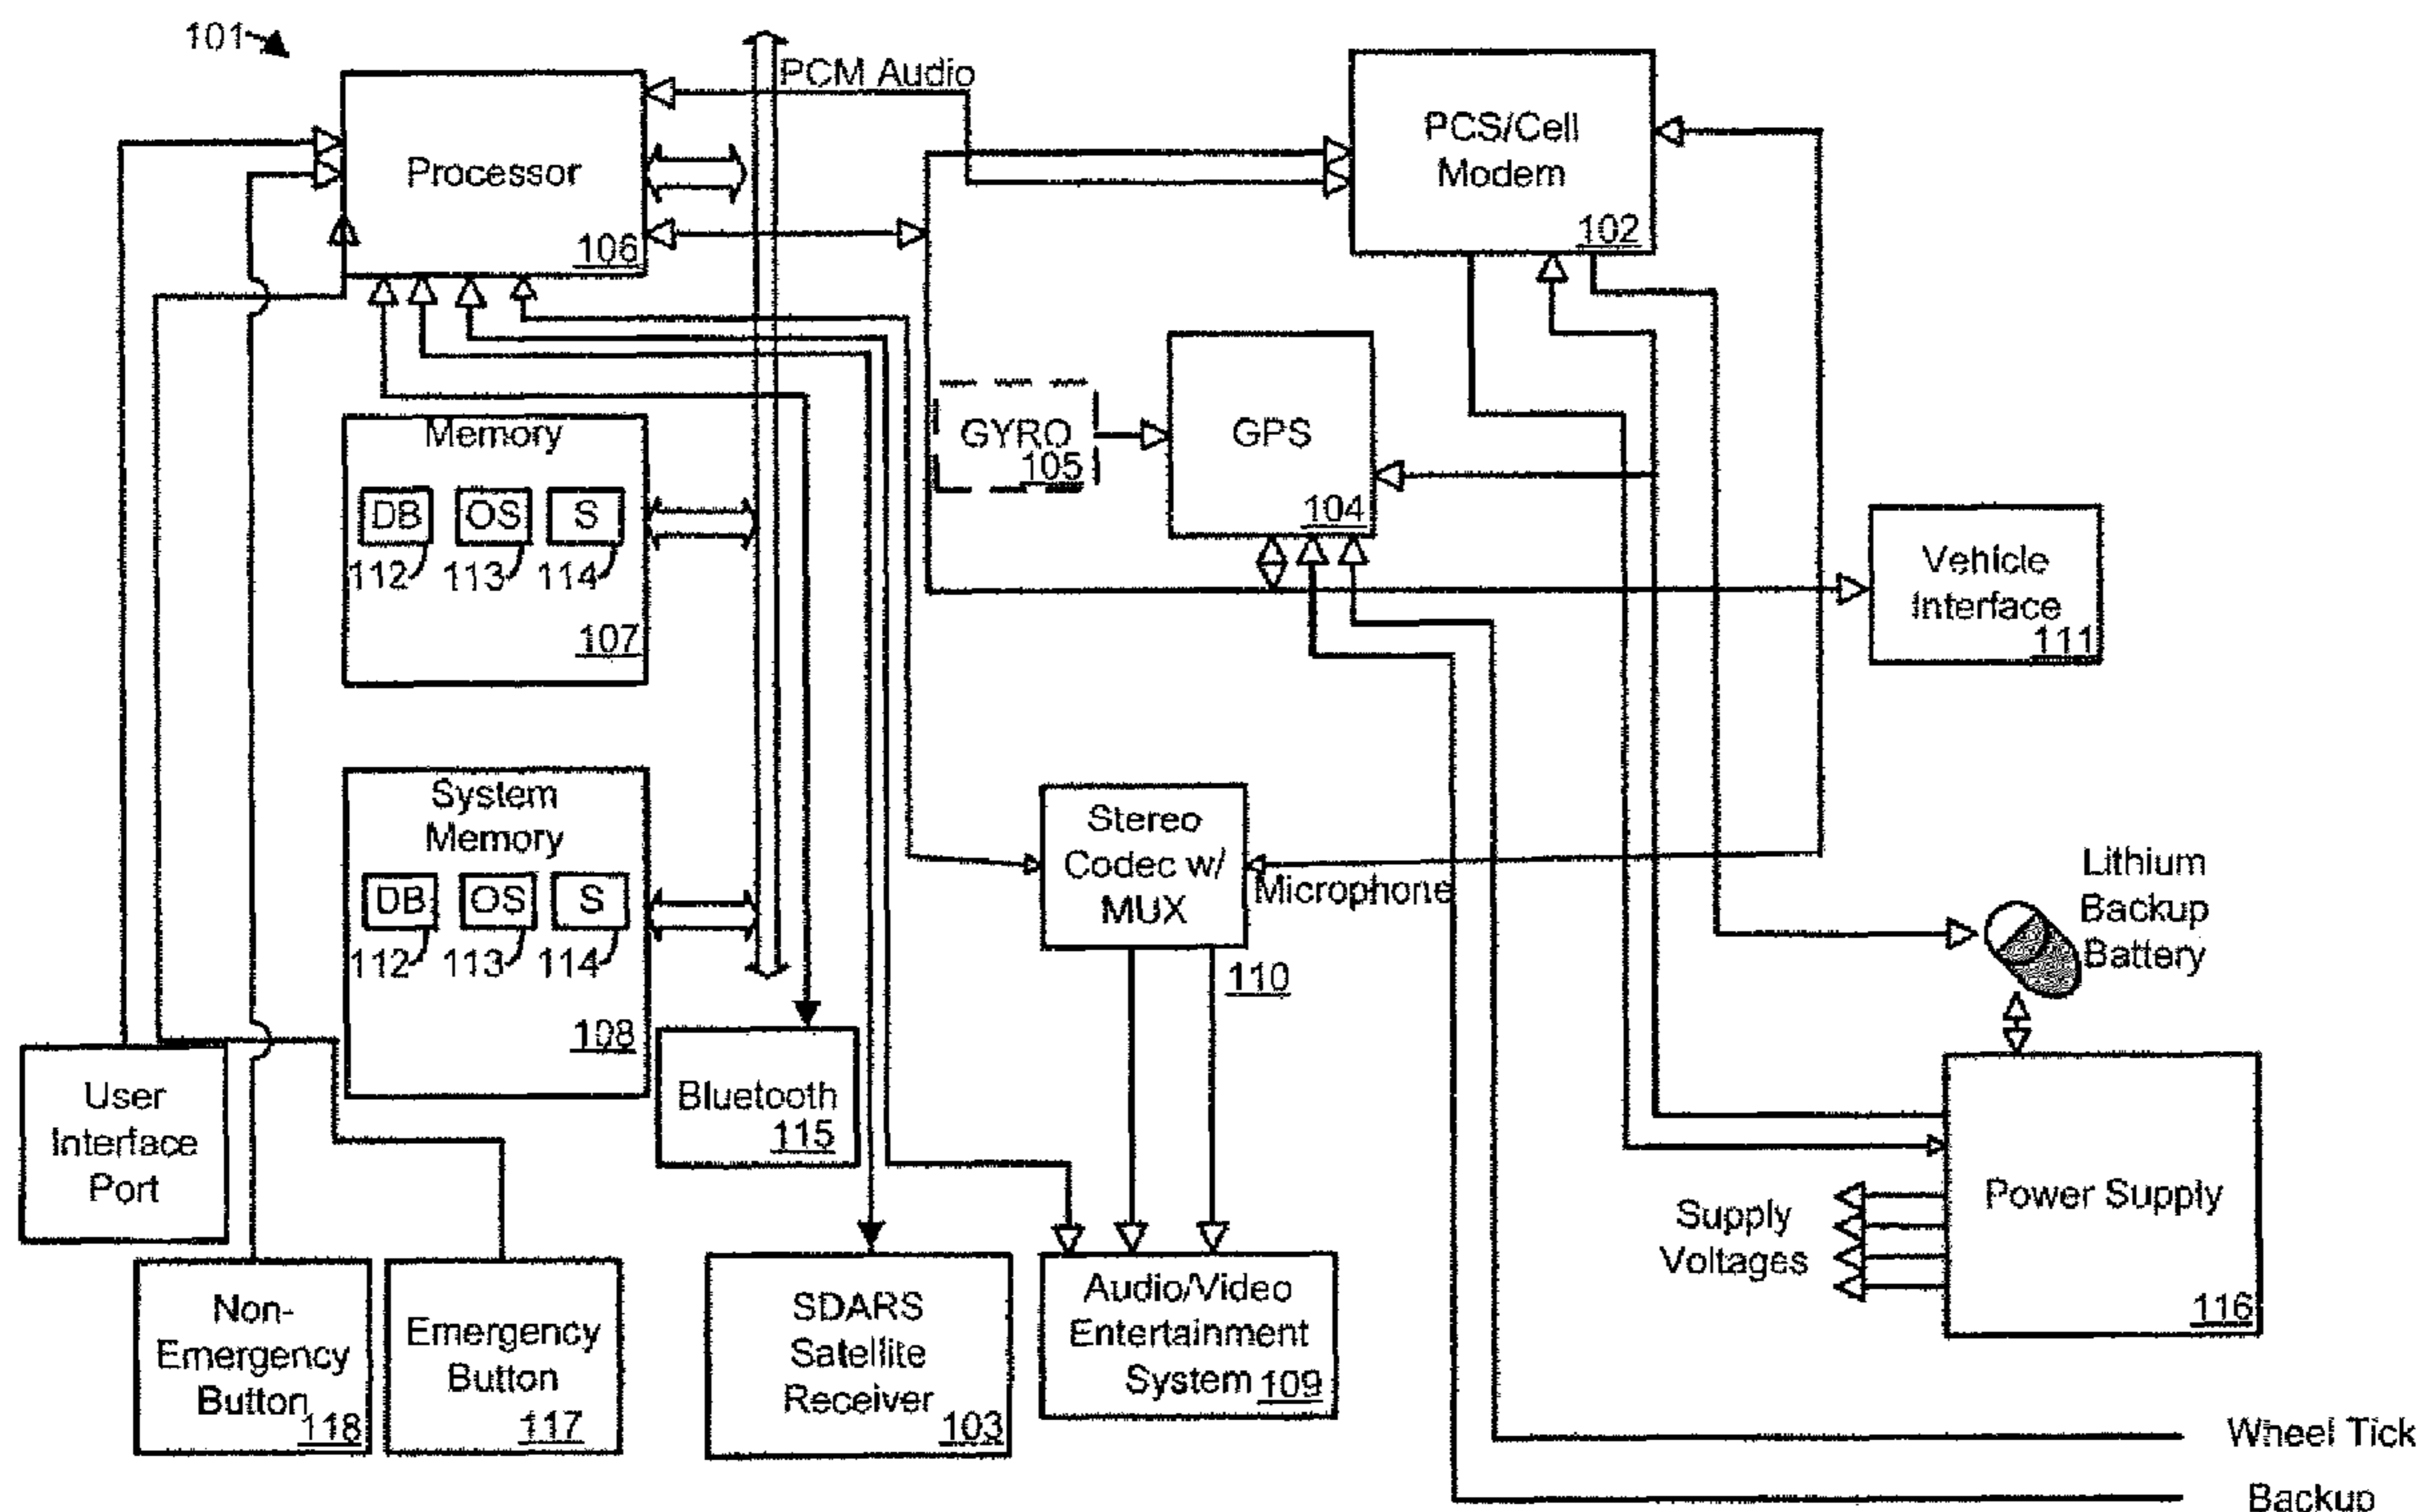 101
PCM Audio
Processor
106
PCS/Cell
Modem
102
Memory
DB
OS
S
112
113
114
107
GYRO
105
GPS
104
Vehicle
Interface
111
System
Memory
DB
OS
S
112
113
114
108
Stereo
Codec w/
MUX
110
Microphone
Lithium
Backup
Battery
User
Interface
Port
Bluetooth
115
Supply
Voltages
Power Supply
116
Non-
Emergency
Button
118
Emergency
Button
117
SDARS
Satellite
Receiver
103
Audio/Video
Entertainment
System 109
Wheel Tick
Backup